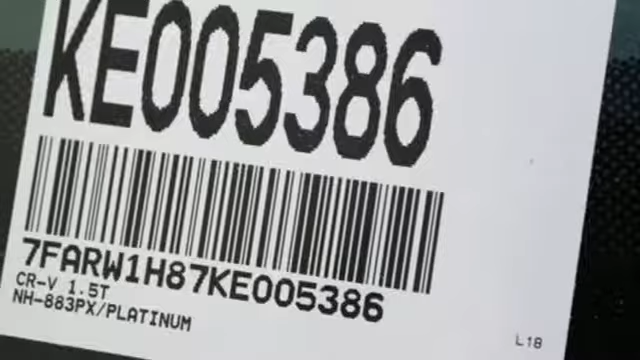 KE005386
7FARW1H87KE005386
CR-V 1.5T
NH-883PX/PLATINUM
L18